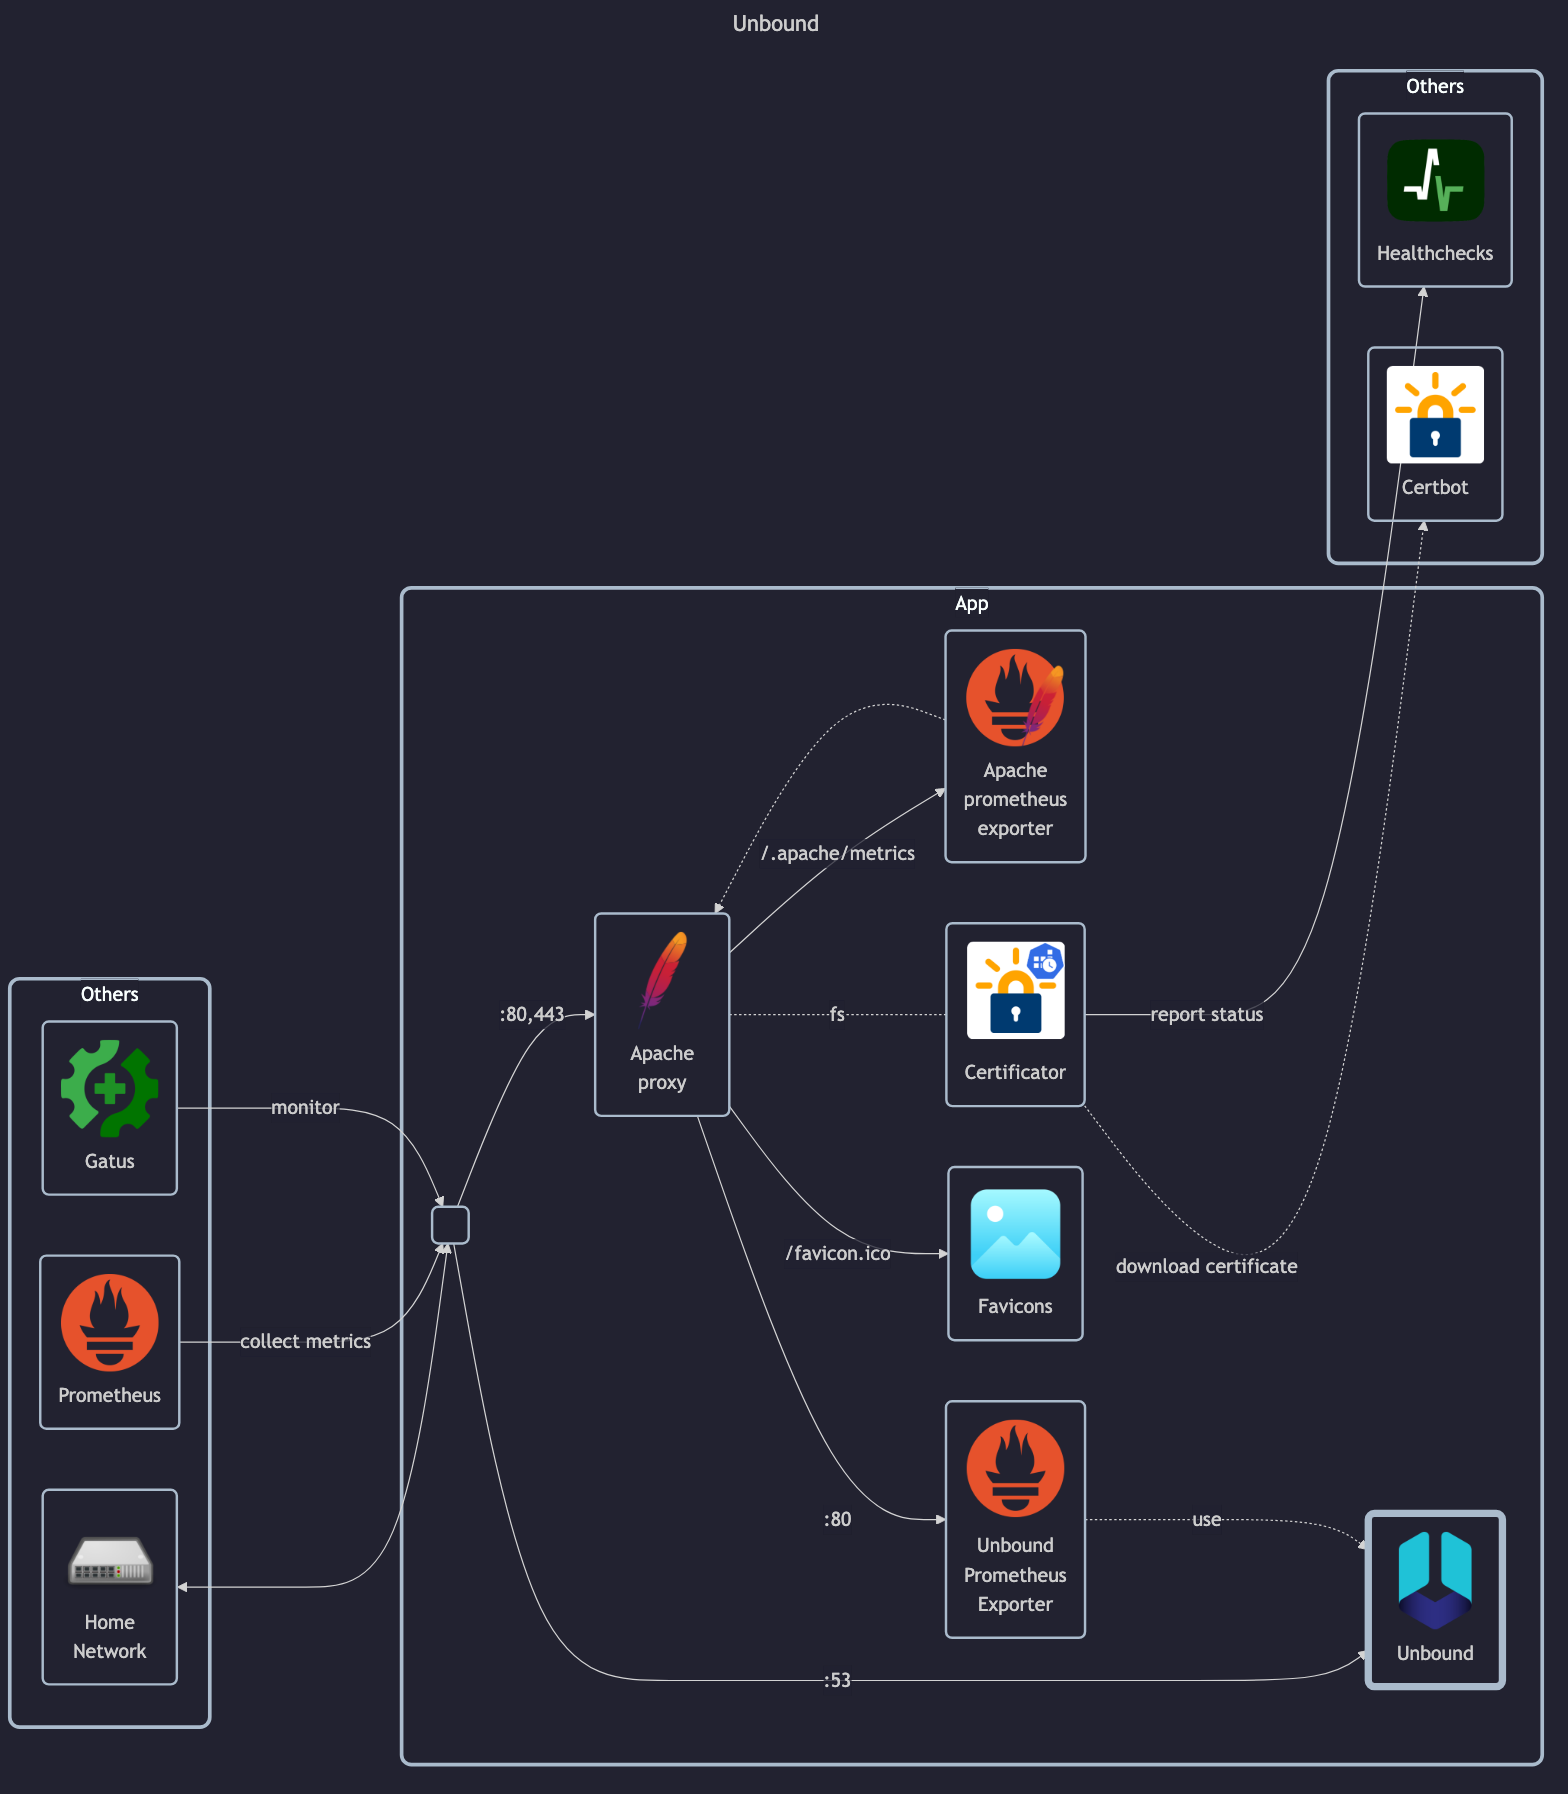 Unbound
Others
Healthchecks
Certbot
App
Apache
prometheus
exporter
/.apache/metrics
Others
:80,443
Apache
proxy
fs
Certificator
report status
Gatus
monitor
/favicon.ico
Favicons
download certificate
Prometheus
collect metrics
:80
Unbound
Prometheus
Exporter
use
Home
Network
Unbound
:53